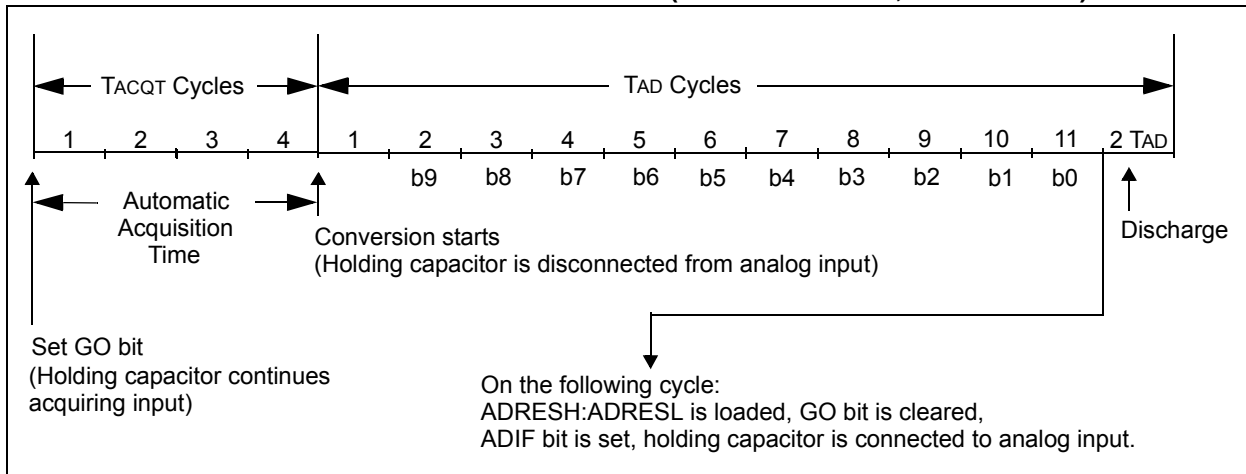 TACQT Cycles
TAD Cycles
1 2 3 4 1 2 3 4 5 6 7 8 9 10 11 2 TAD
b9 b8 b7 b6 b5 b4 b3 b2 b1 b0
Automatic
Acquisition
Time
Conversion starts
(Holding capacitor is disconnected from analog input)
Discharge
Set GO bit
(Holding capacitor continues
acquiring input)
On the following cycle:
ADRESH:ADRESL is loaded, GO bit is cleared,
ADIF bit is set, holding capacitor is connected to analog input.